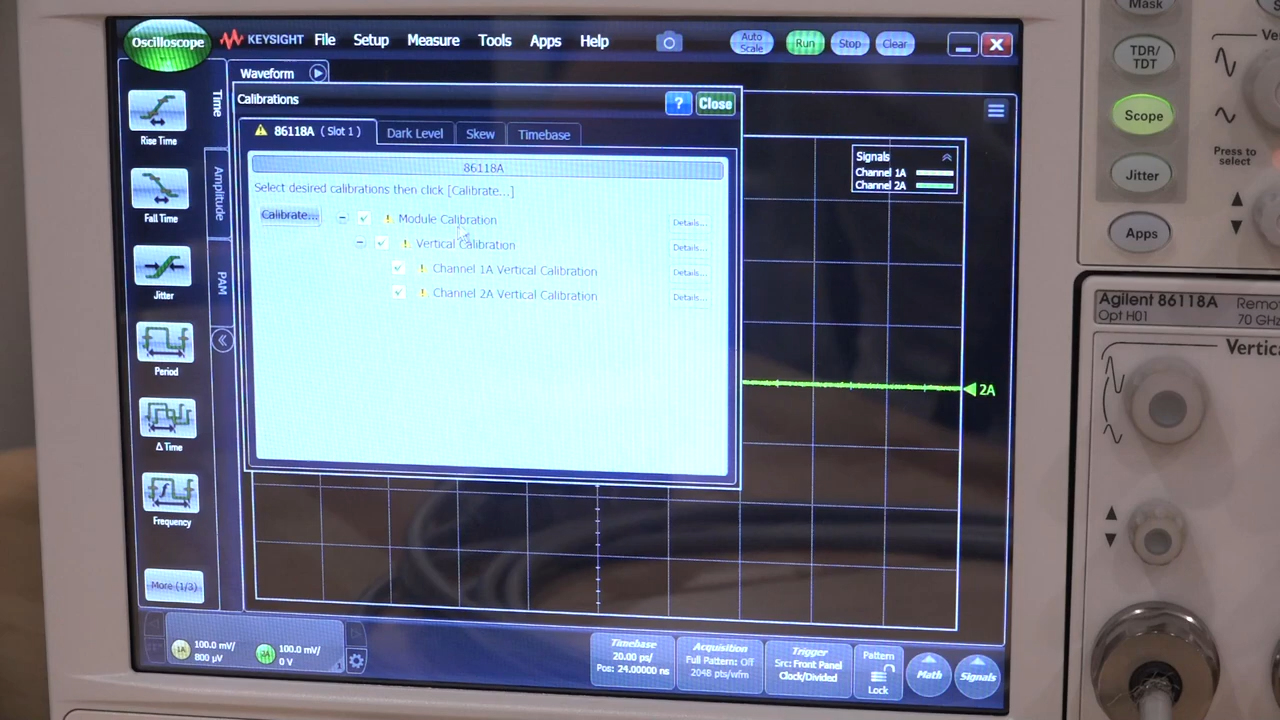 Oscilloscope
KEYSIGHT File Setup Measure Tools Apps Help
Auto Scale
Run
Stop
Clear
Waveform
Calibrations
? Close
86118A ( Slot 1 ) Dark Level Skew Timebase
86118A
Select desired calibrations then click [Calibrate...]
Calibrate...
Module Calibration Details...
Vertical Calibration Details...
Channel 1A Vertical Calibration Details...
Channel 2A Vertical Calibration Details...
Time
Amplitude
PAM
Rise Time
Fall Time
Jitter
Period
Δ Time
Frequency
More (1/3)
Signals
Channel 1A
Channel 2A
2A
1A 100.0 mV/
800 µV
2A 100.0 mV/
0 V
Timebase
20.00 ps/
Pos: 24.00000 ns
Acquisition
Full Pattern: Off
2048 pts/wfm
Trigger
Src: Front Panel
Clock/Divided
Pattern
Lock
Math
Signals
Mask
TDR/
TDT
Scope
Jitter
Apps
Press to
select
Agilent 86118A
Opt H01
70 GHz